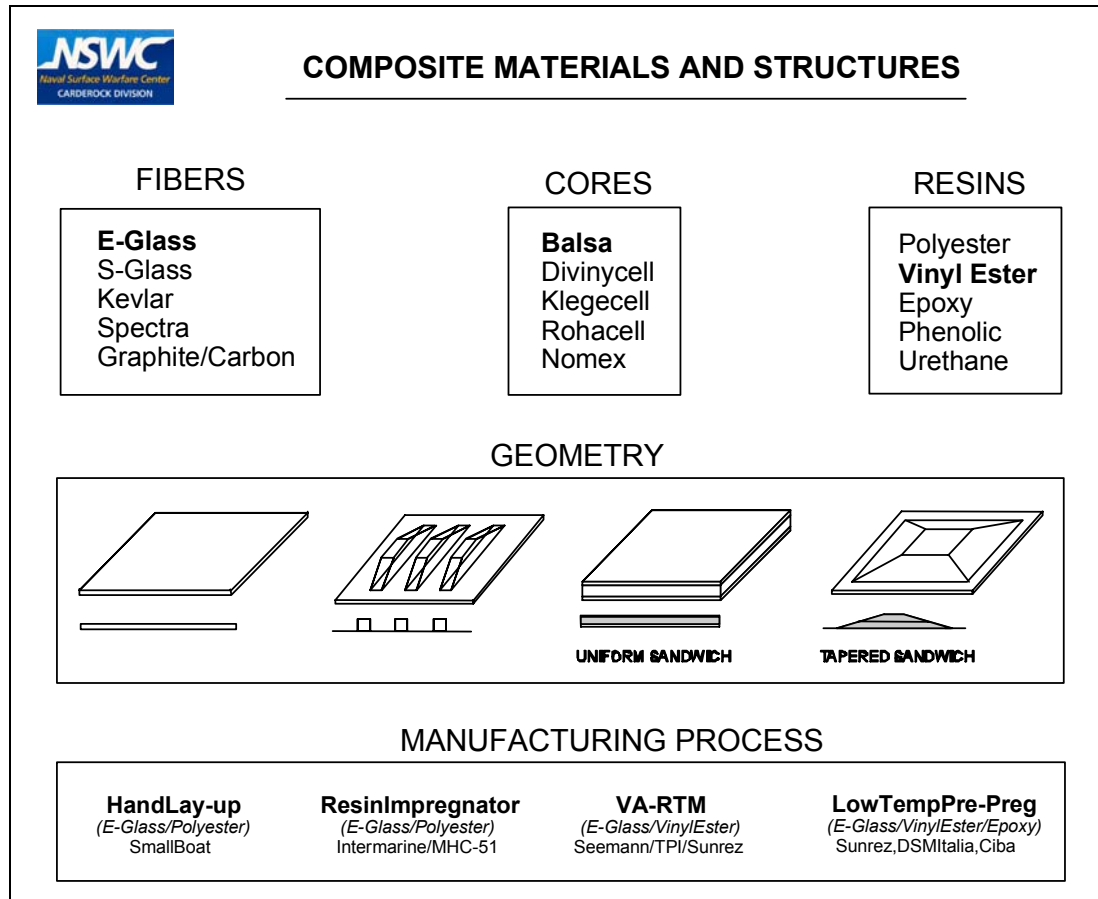 NSWC
Naval Surface Warfare Center
CARDEROCK DIVISION
COMPOSITE MATERIALS AND STRUCTURES
FIBERS
E-Glass
S-Glass
Kevlar
Spectra
Graphite/Carbon
CORES
Balsa
Divinycell
Klegecell
Rohacell
Nomex
RESINS
Polyester
Vinyl Ester
Epoxy
Phenolic
Urethane
GEOMETRY
UNIFORM SANDWICH
TAPERED SANDWICH
MANUFACTURING PROCESS
HandLay-up
(E-Glass/Polyester)
SmallBoat
ResinImpregnator
(E-Glass/Polyester)
Intermarine/MHC-51
VA-RTM
(E-Glass/VinylEster)
Seemann/TPI/Sunrez
LowTempPre-Preg
(E-Glass/VinylEster/Epoxy)
Sunrez,DSMItalia,Ciba